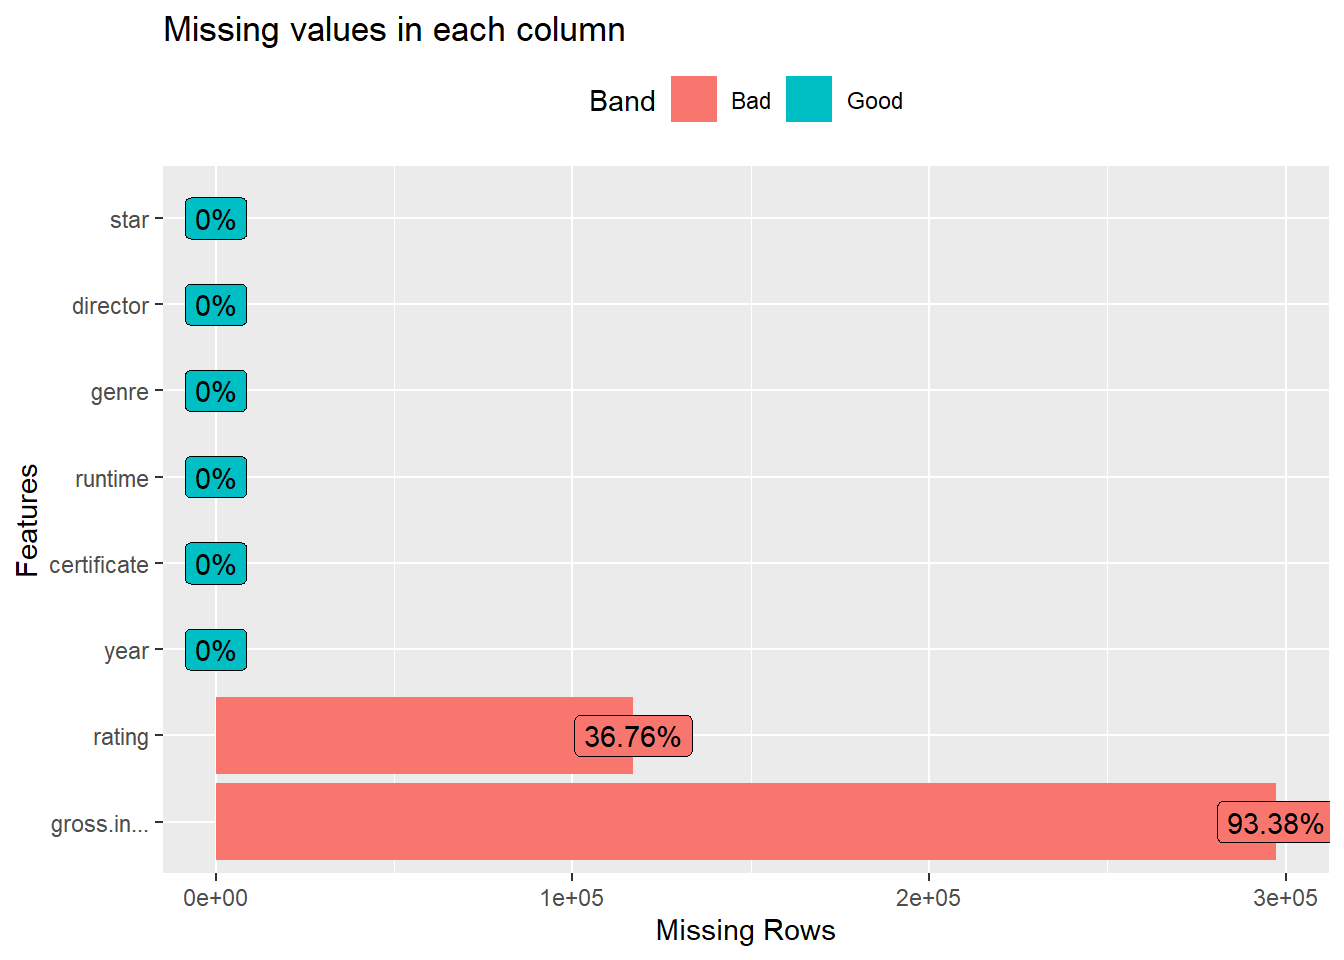 Missing values in each column
Band Bad Good
star 0%
director 0%
genre 0%
runtime 0%
certificate 0%
year 0%
rating 36.76%
gross.in... 93.38%
Features
0e+00 1e+05 2e+05 3e+05
Missing Rows